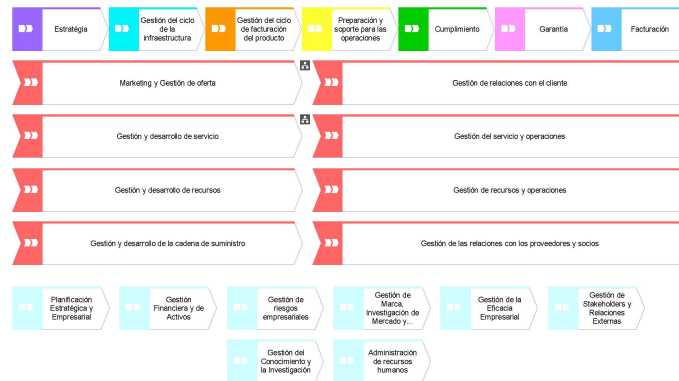 Estratégía
Gestión del ciclo
de la
infraestructura
Gestión del ciclo
de facturación
del producto
Preparación y
soporte para las
operaciones
Cumplimiento
Garantía
Facturación
Marketing y Gestión de oferta
Gestión de relaciones con el cliente
Gestión y desarrollo de servicio
Gestión del servicio y operaciones
Gestión y desarrollo de recursos
Gestión de recursos y operaciones
Gestión y desarrollo de la cadena de suministro
Gestión de las relaciones con los proveedores y socios
Planificación
Estratégica y
Empresarial
Gestión
Financiera y de
Activos
Gestión de
riesgos
empresariales
Gestión de
Marca,
Investigación de
Mercado y...
Gestión de la
Eficacia
Empresarial
Gestión de
Stakeholders y
Relaciones
Externas
Gestión del
Conocimiento y
la Investigación
Administración
de recursos
humanos